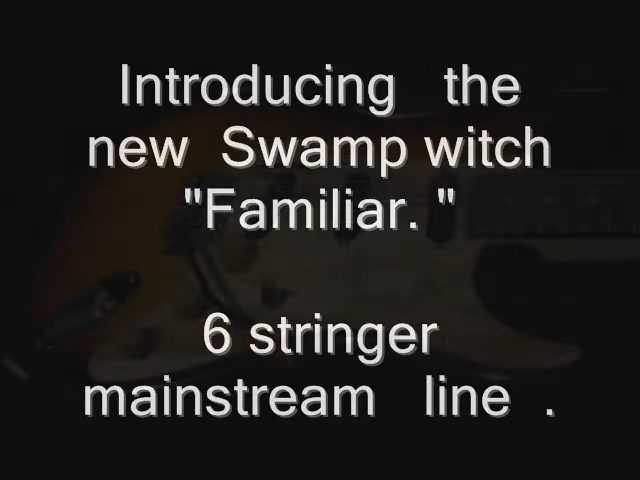 Introducing the
new Swamp witch
"Familiar. "
6 stringer
mainstream line .